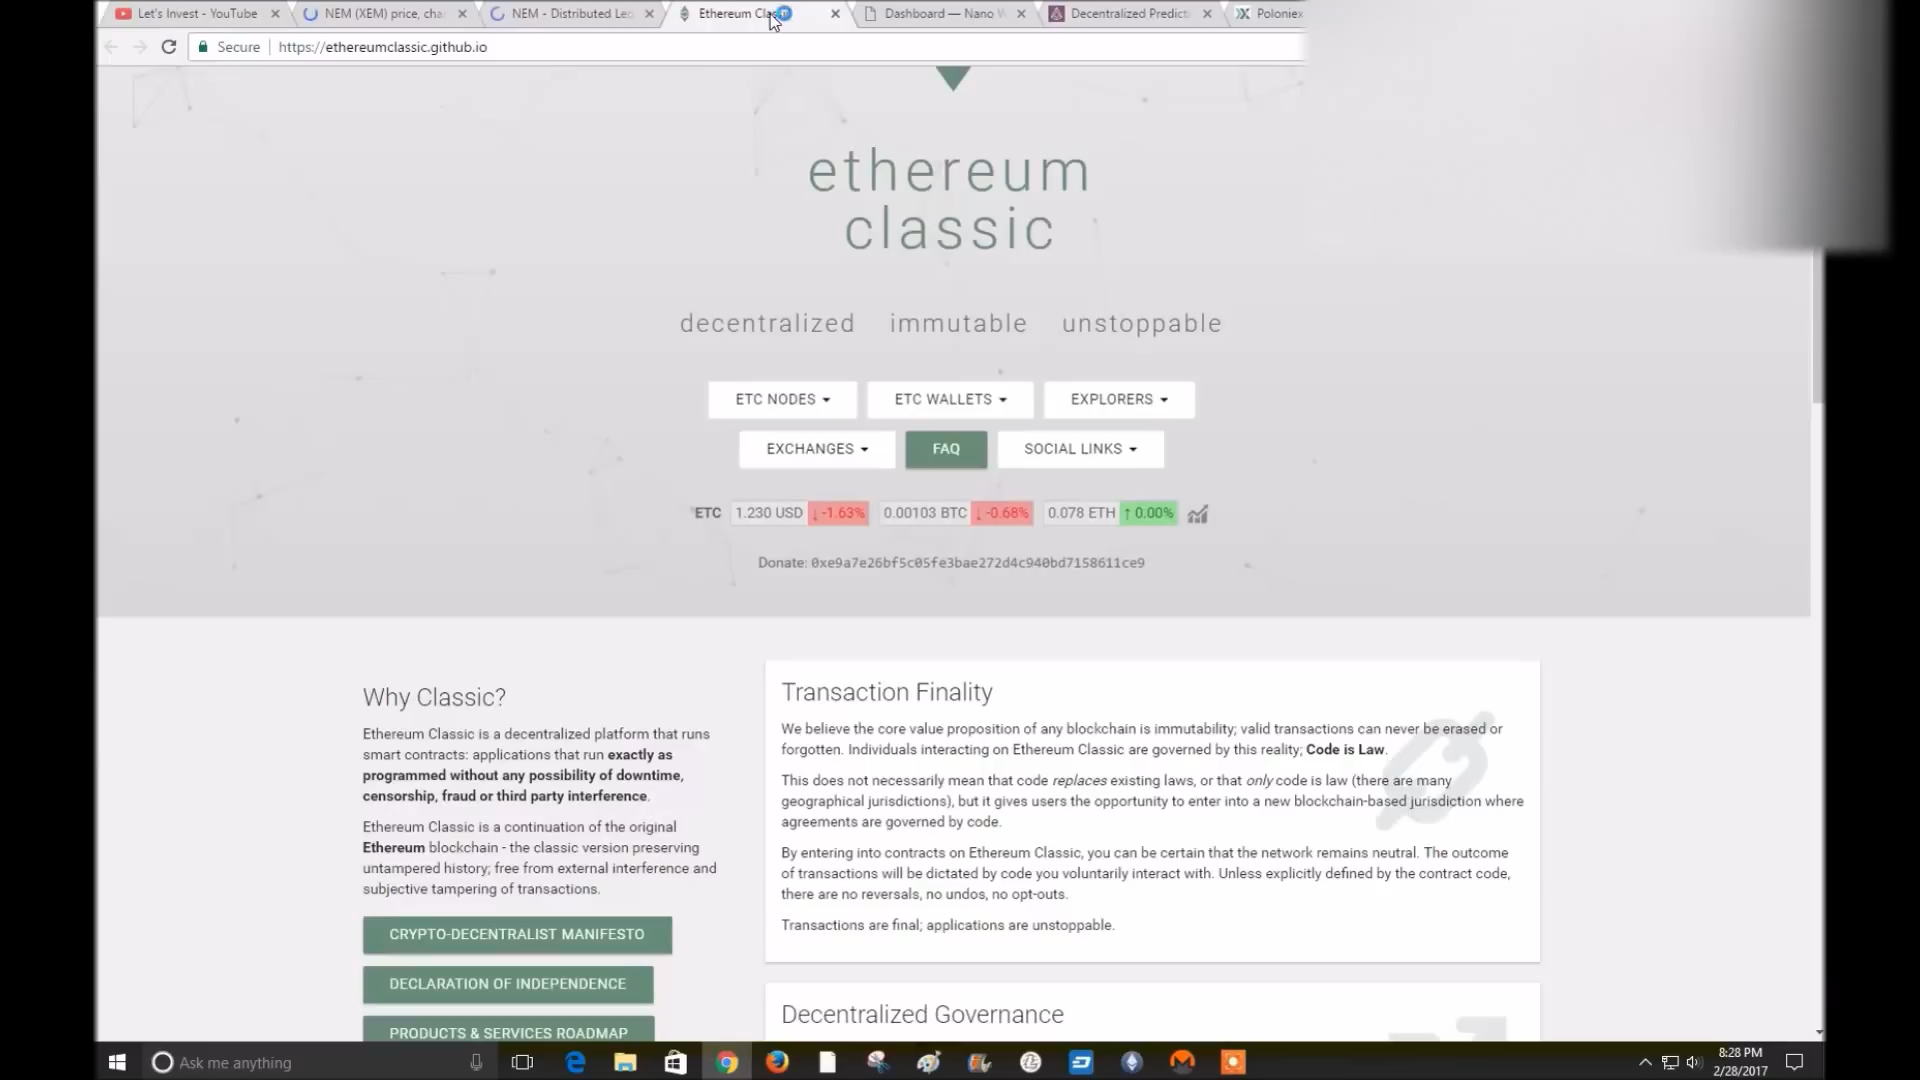 Let's Invest - YouTube
NEM (XEM) price, cha
NEM - Distributed Le
Ethereum Cla
Dashboard — Nano W
Decentralized Predict
Poloniex
Secure
https://ethereumclassic.github.io
ethereum
classic
decentralized immutable unstoppable
ETC NODES ETC WALLETS EXPLORERS
EXCHANGES FAQ SOCIAL LINKS
ETC 1.230 USD ↓ -1.63% 0.00103 BTC ↓ -0.68% 0.078 ETH ↑ 0.00%
Donate: 0xe9a7e26bf5c05fe3bae272d4c940bd7158611ce9
Why Classic?
Ethereum Classic is a decentralized platform that runs
smart contracts: applications that run exactly as
programmed without any possibility of downtime,
censorship, fraud or third party interference.
Ethereum Classic is a continuation of the original
Ethereum blockchain - the classic version preserving
untampered history; free from external interference and
subjective tampering of transactions.
CRYPTO-DECENTRALIST MANIFESTO
DECLARATION OF INDEPENDENCE
PRODUCTS & SERVICES ROADMAP
Transaction Finality
We believe the core value proposition of any blockchain is immutability; valid transactions can never be erased or
forgotten. Individuals interacting on Ethereum Classic are governed by this reality; Code is Law.
This does not necessarily mean that code replaces existing laws, or that only code is law (there are many
geographical jurisdictions), but it gives users the opportunity to enter into a new blockchain-based jurisdiction where
agreements are governed by code.
By entering into contracts on Ethereum Classic, you can be certain that the network remains neutral. The outcome
of transactions will be dictated by code you voluntarily interact with. Unless explicitly defined by the contract code,
there are no reversals, no undos, no opt-outs.
Transactions are final; applications are unstoppable.
Decentralized Governance
Ask me anything
8:28 PM
2/28/2017